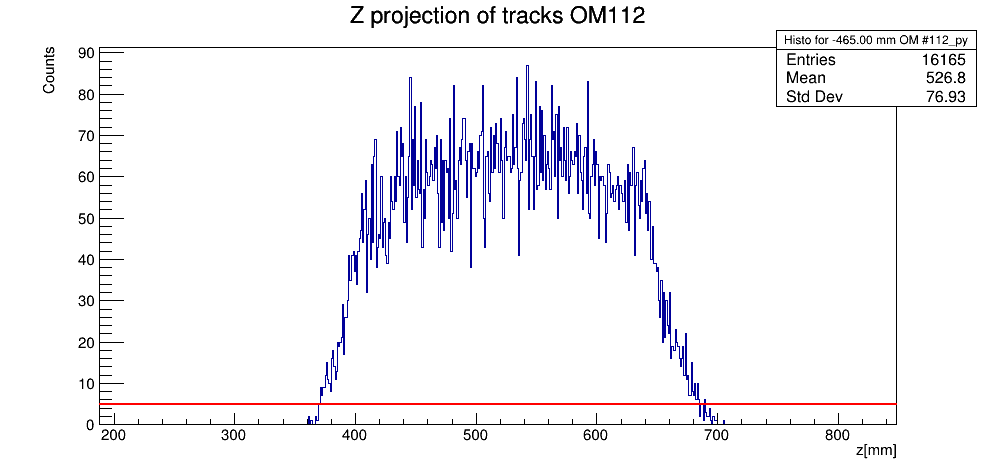 Z projection of tracks OM112
Histo for -465.00 mm OM #112_py
Entries 16165
Mean 526.8
Std Dev 76.93
Counts
90
80
70
60
50
40
30
20
10
0
200 300 400 500 600 700 800
z[mm]